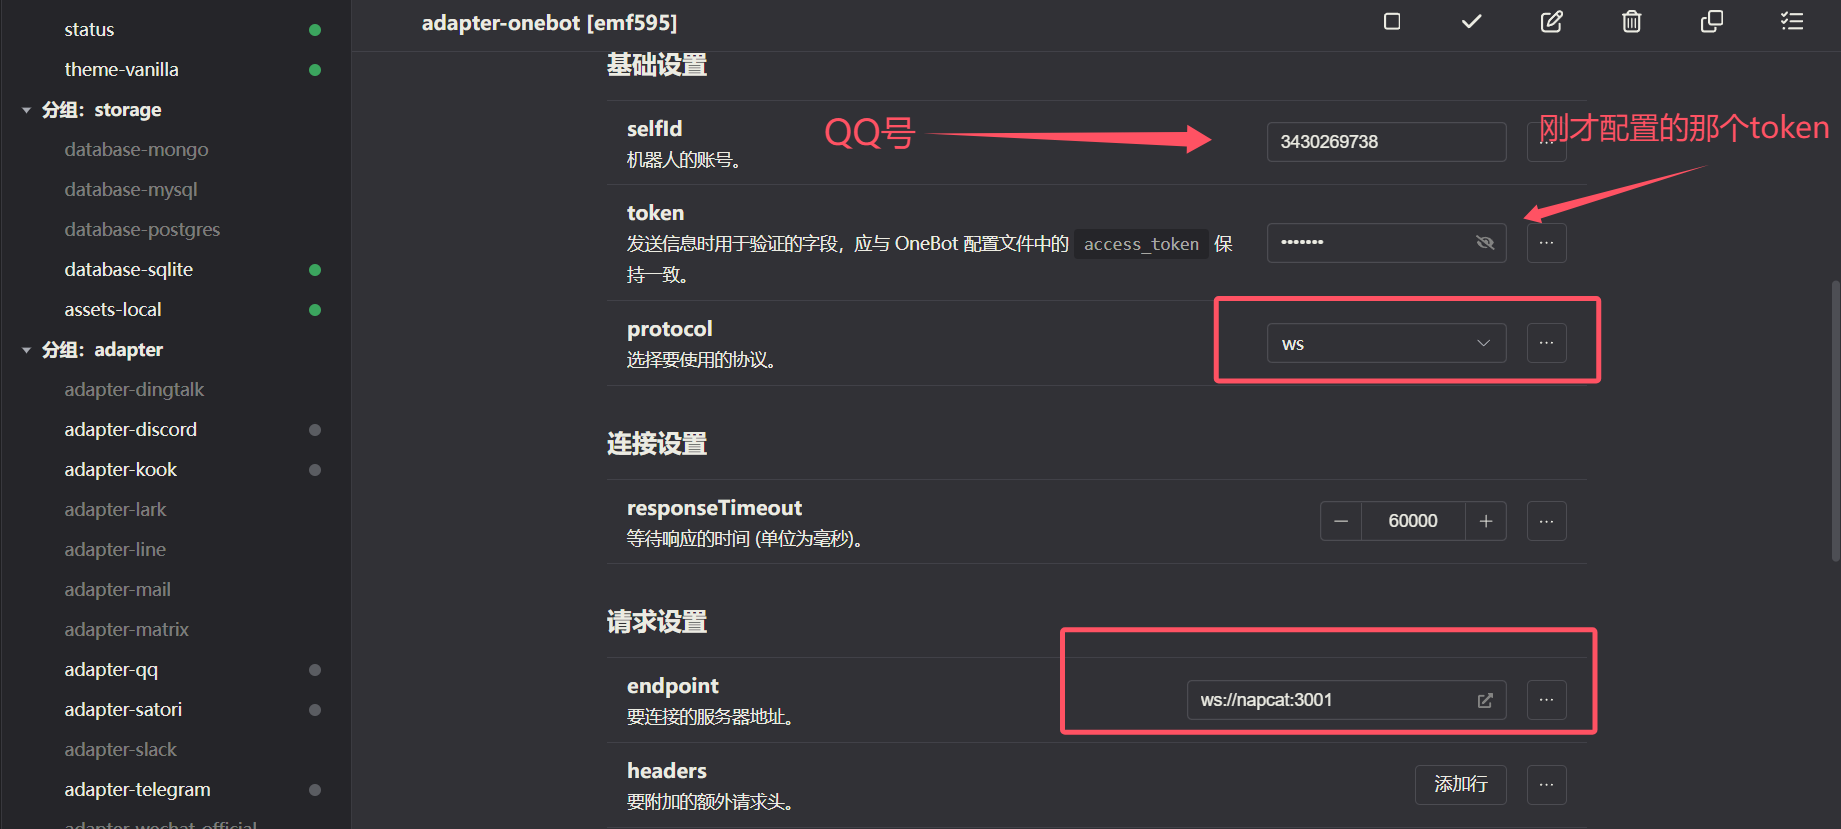 status
theme-vanilla
分组：storage
database-mongo
database-mysql
database-postgres
database-sqlite
assets-local
分组：adapter
adapter-dingtalk
adapter-discord
adapter-kook
adapter-lark
adapter-line
adapter-mail
adapter-matrix
adapter-qq
adapter-satori
adapter-slack
adapter-telegram
adapter-wechat-official
adapter-onebot [emf595]
基础设置
selfId
机器人的账号。
QQ号
3430269738
刚才配置的那个token
token
发送信息时用于验证的字段，应与 OneBot 配置文件中的 access_token 保
持一致。
•••••••
protocol
选择要使用的协议。
ws
连接设置
responseTimeout
等待响应的时间 (单位为毫秒)。
60000
请求设置
endpoint
要连接的服务器地址。
ws://napcat:3001
headers
要附加的额外请求头。
添加行